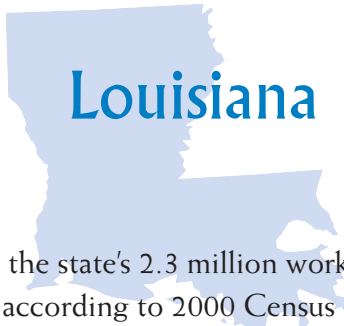 Louisiana
the state's 2.3 million work
according to 2000 Census